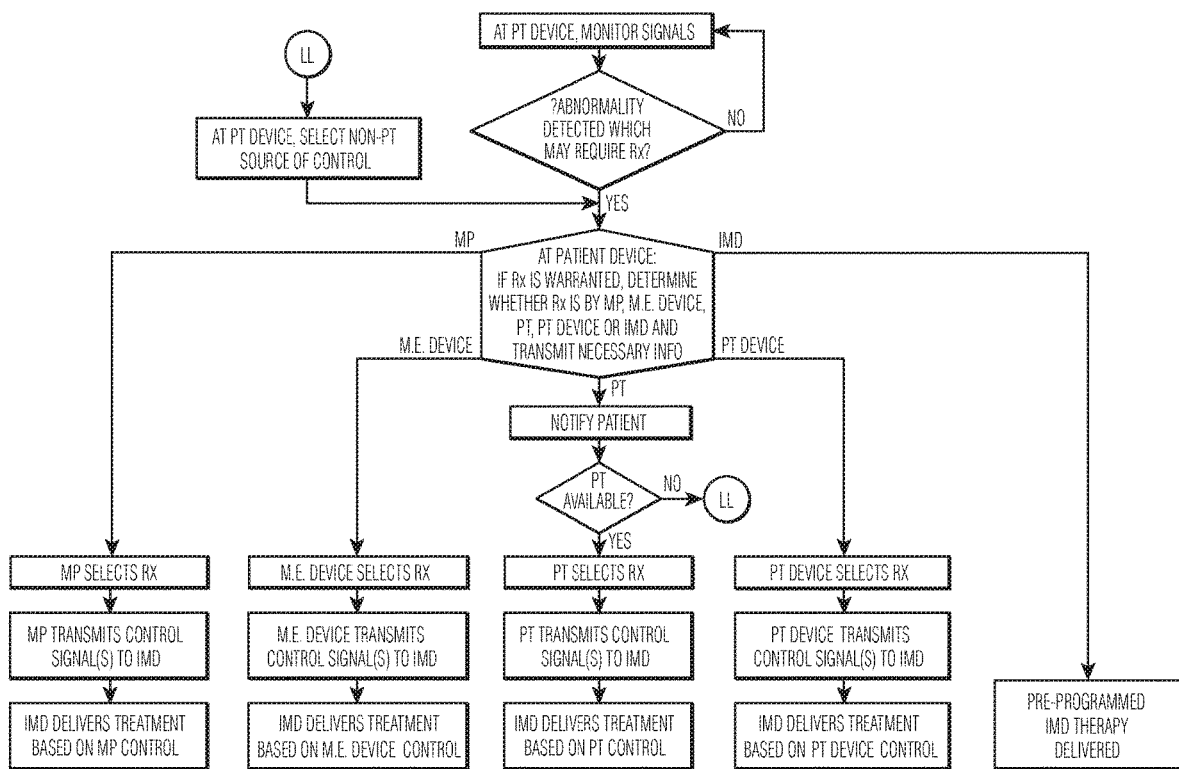 AT PT DEVICE, MONITOR SIGNALS
LL
?ABNORMALITY
DETECTED WHICH
MAY REQUIRE Rx?
NO
AT PT DEVICE, SELECT NON-PT
SOURCE OF CONTROL
YES
MP
IMD
AT PATIENT DEVICE:
IF Rx IS WARRANTED, DETERMINE
WHETHER Rx IS BY MP, M.E. DEVICE,
PT, PT DEVICE OR IMD AND
TRANSMIT NECESSARY INFO
M.E. DEVICE
PT DEVICE
PT
NOTIFY PATIENT
PT
AVAILABLE?
NO
LL
YES
MP SELECTS RX
M.E. DEVICE SELECTS RX
PT SELECTS RX
PT DEVICE SELECTS RX
MP TRANSMITS CONTROL
SIGNAL(S) TO IMD
M.E. DEVICE TRANSMITS
CONTROL SIGNAL(S) TO IMD
PT TRANSMITS CONTROL
SIGNAL(S) TO IMD
PT DEVICE TRANSMITS
CONTROL SIGNAL(S) TO IMD
IMD DELIVERS TREATMENT
BASED ON MP CONTROL
IMD DELIVERS TREATMENT
BASED ON M.E. DEVICE CONTROL
IMD DELIVERS TREATMENT
BASED ON PT CONTROL
IMD DELIVERS TREATMENT
BASED ON PT DEVICE CONTROL
PRE-PROGRAMMED
IMD THERAPY
DELIVERED